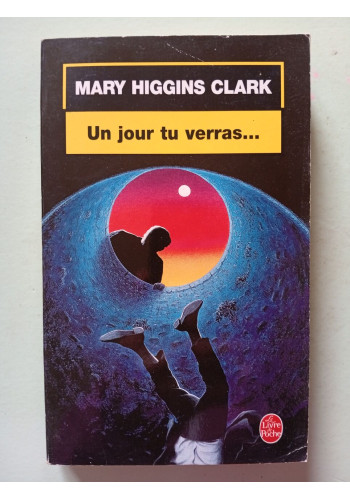 MARY HIGGINS CLARK
Un jour tu verras...
Le
Livre
de
Poche